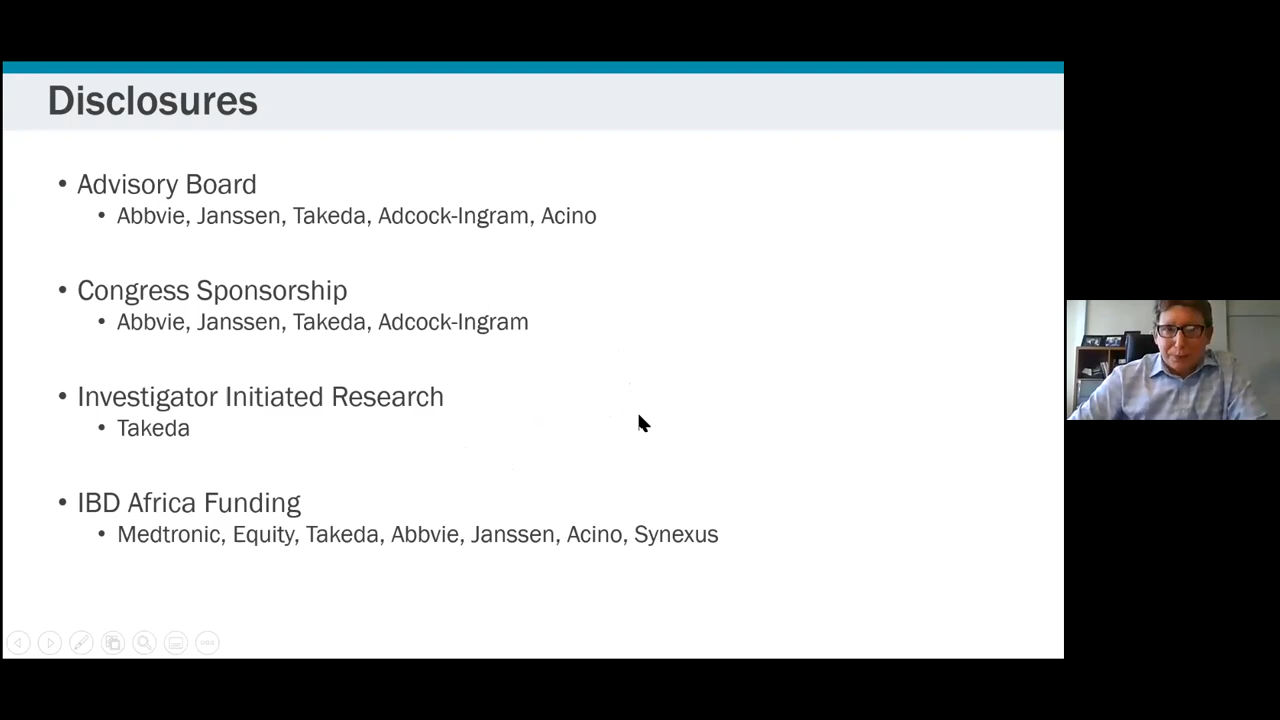 Disclosures
• Advisory Board
• Abbvie, Janssen, Takeda, Adcock-Ingram, Acino
• Congress Sponsorship
• Abbvie, Janssen, Takeda, Adcock-Ingram
• Investigator Initiated Research
• Takeda
• IBD Africa Funding
• Medtronic, Equity, Takeda, Abbvie, Janssen, Acino, Synexus